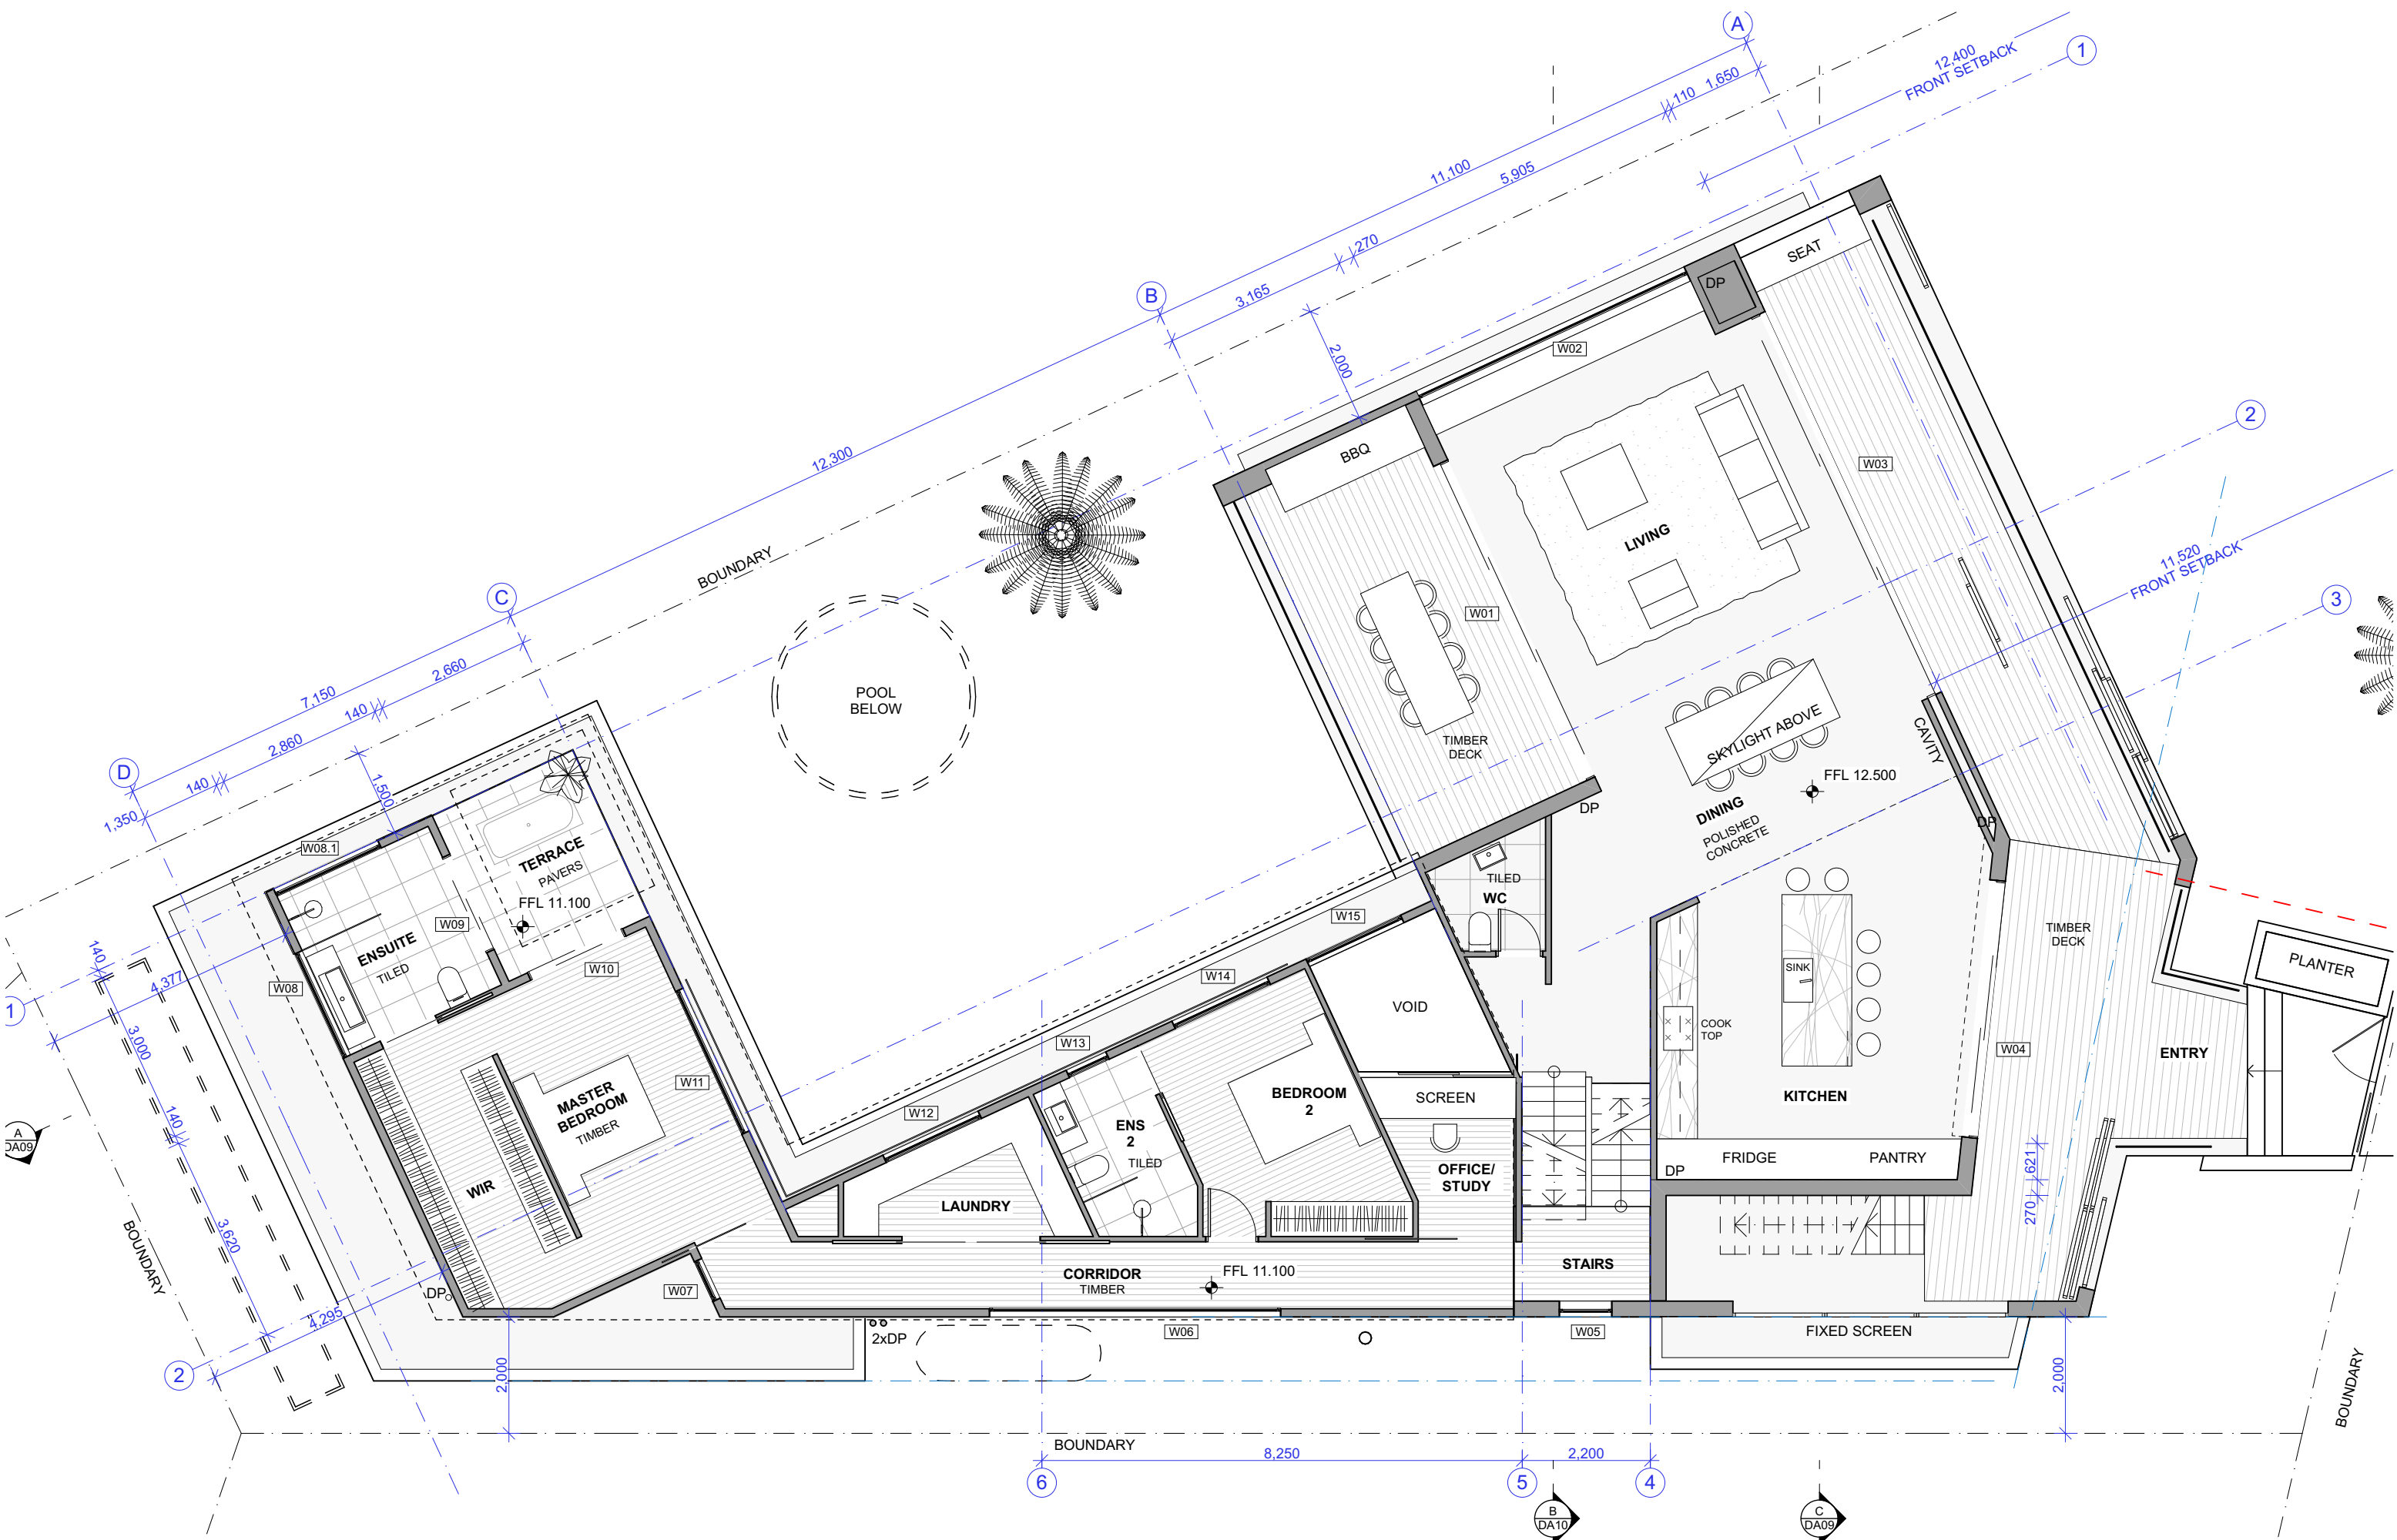 A
12,400
FRONT SETBACK
1
110
1,650
11,100
5,905
270
3,165
B
2,000
SEAT
DP
W02
2
W03
BBQ
12,300
LIVING
11,520
FRONT SETBACK
3
BOUNDARY
C
W01
7,150
2,660
140
2,860
140
1,350
D
1,500
POOL
BELOW
TIMBER
DECK
SKYLIGHT ABOVE
CAVITY
FFL 12.500
DP
DINING
POLISHED
CONCRETE
DP
W08.1
TERRACE
PAVERS
FFL 11.100
W09
ENSUITE
TILED
W10
W08
TILED
WC
W15
W14
VOID
TIMBER
DECK
PLANTER
SINK
COOK
TOP
140
4,377
1
3,000
140
3,620
W13
W11
W12
MASTER
BEDROOM
TIMBER
WIR
BEDROOM
2
SCREEN
ENS
2
TILED
OFFICE/
STUDY
KITCHEN
W04
ENTRY
FRIDGE
PANTRY
DP
621
270
A
DA09
BOUNDARY
LAUNDRY
CORRIDOR
TIMBER
FFL 11.100
STAIRS
W07
DP
4,295
2
2,000
2xDP
W06
W05
FIXED SCREEN
2,000
BOUNDARY
BOUNDARY
8,250
2,200
6
5
4
B
DA10
C
DA09